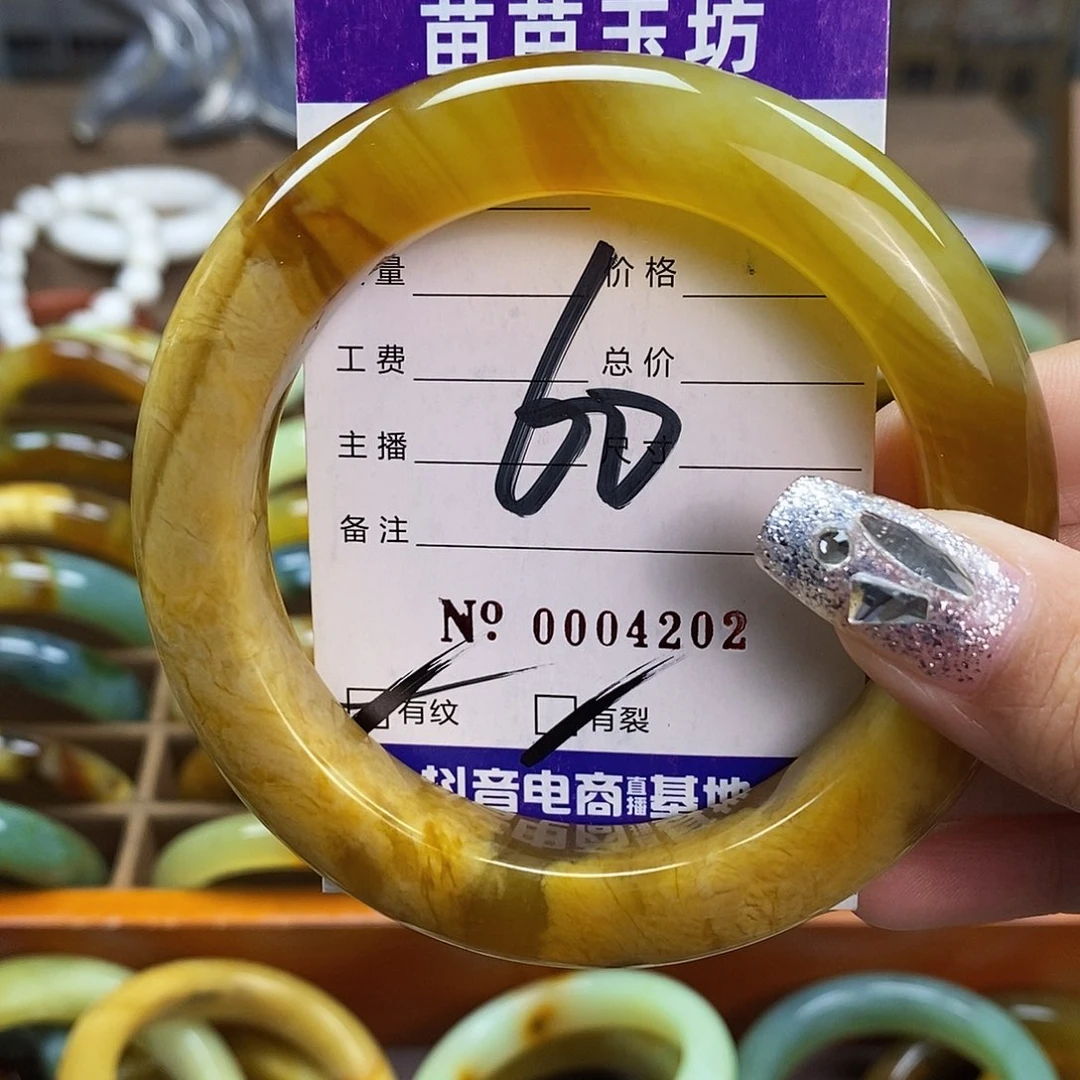 苗苗玉坊
量 价格
工费 总价
主播 尺寸
60
备注
Nº 0004202
有纹 有裂
抖音电商直播基地